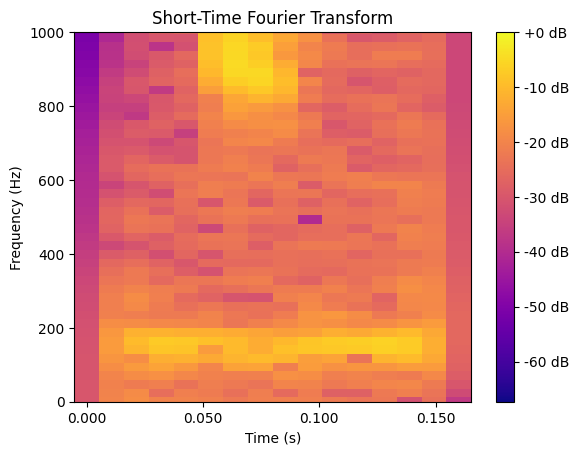 Short-Time Fourier Transform
1000
800
600
400
200
0
Frequency (Hz)
0.000
0.050
0.100
0.150
Time (s)
+0 dB
-10 dB
-20 dB
-30 dB
-40 dB
-50 dB
-60 dB